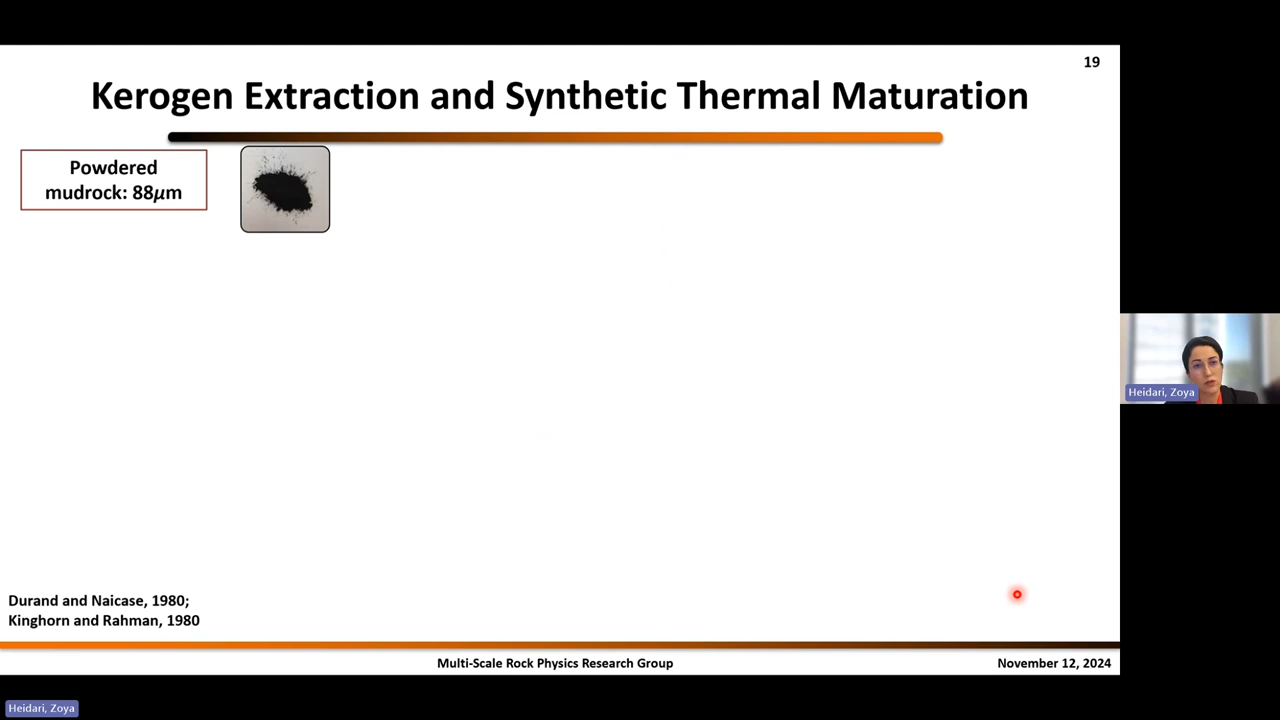 19
Kerogen Extraction and Synthetic Thermal Maturation
Powdered
mudrock: 88𝝁m
Heidari, Zoya
Durand and Naicase, 1980;
Kinghorn and Rahman, 1980
Multi-Scale Rock Physics Research Group
November 12, 2024
Heidari, Zoya